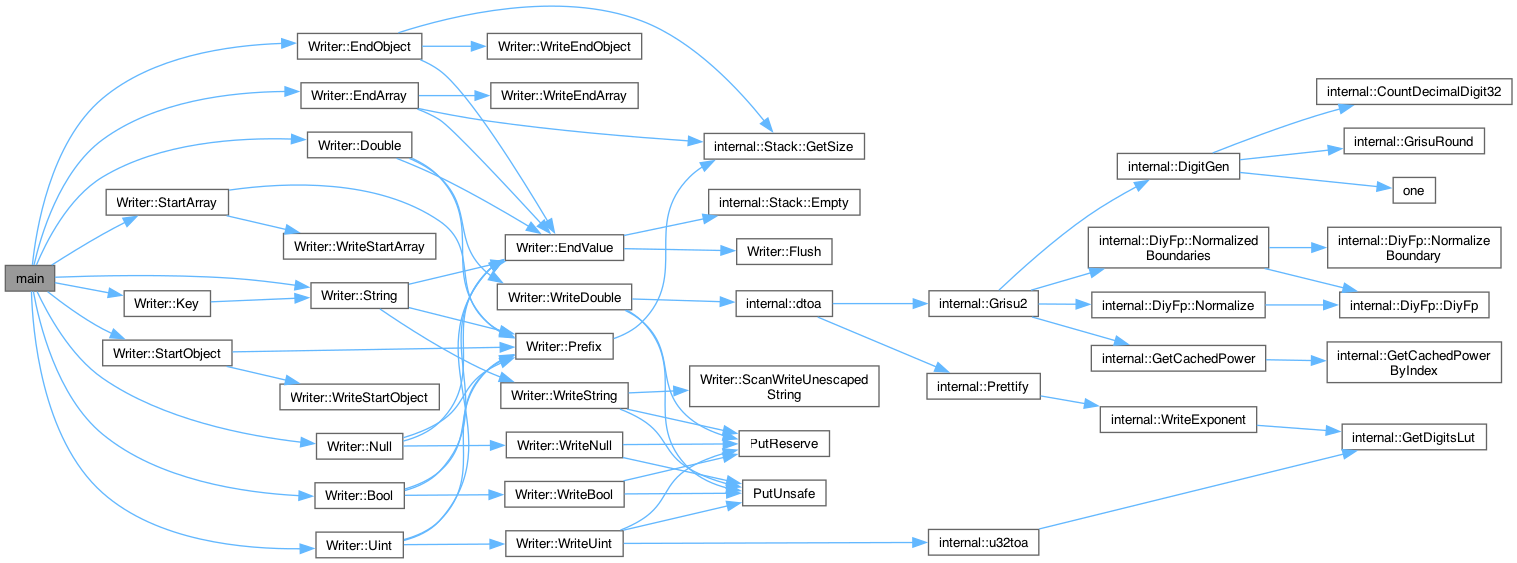 main
Writer::EndObject
Writer::EndArray
Writer::Double
Writer::StartArray
Writer::WriteStartArray
Writer::String
Writer::Key
Writer::StartObject
Writer::WriteStartObject
Writer::Null
Writer::Bool
Writer::Uint
Writer::WriteEndObject
Writer::WriteEndArray
Writer::EndValue
Writer::WriteDouble
Writer::Prefix
Writer::WriteString
Writer::WriteNull
Writer::WriteBool
Writer::WriteUint
internal::Stack::GetSize
internal::Stack::Empty
Writer::Flush
internal::dtoa
Writer::ScanWriteUnescaped
String
PutReserve
PutUnsafe
internal::Grisu2
internal::Prettify
internal::u32toa
internal::DigitGen
internal::DiyFp::Normalized
Boundaries
internal::DiyFp::Normalize
internal::GetCachedPower
internal::WriteExponent
internal::CountDecimalDigit32
internal::GrisuRound
one
internal::DiyFp::Normalize
Boundary
internal::DiyFp::DiyFp
internal::GetCachedPower
ByIndex
internal::GetDigitsLut